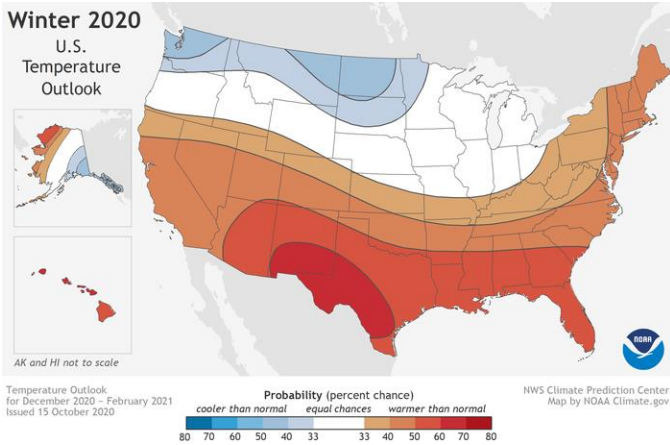 Winter 2020
U.S.
Temperature
Outlook
AK and HI not to scale
NOAA
Temperature Outlook
for December 2020 – February 2021
Issued 15 October 2020
NWS Climate Prediction Center
Map by NOAA Climate.gov
Probability (percent chance)
cooler than normal equal chances warmer than normal
80 70 60 50 40 33 33 40 50 60 70 80